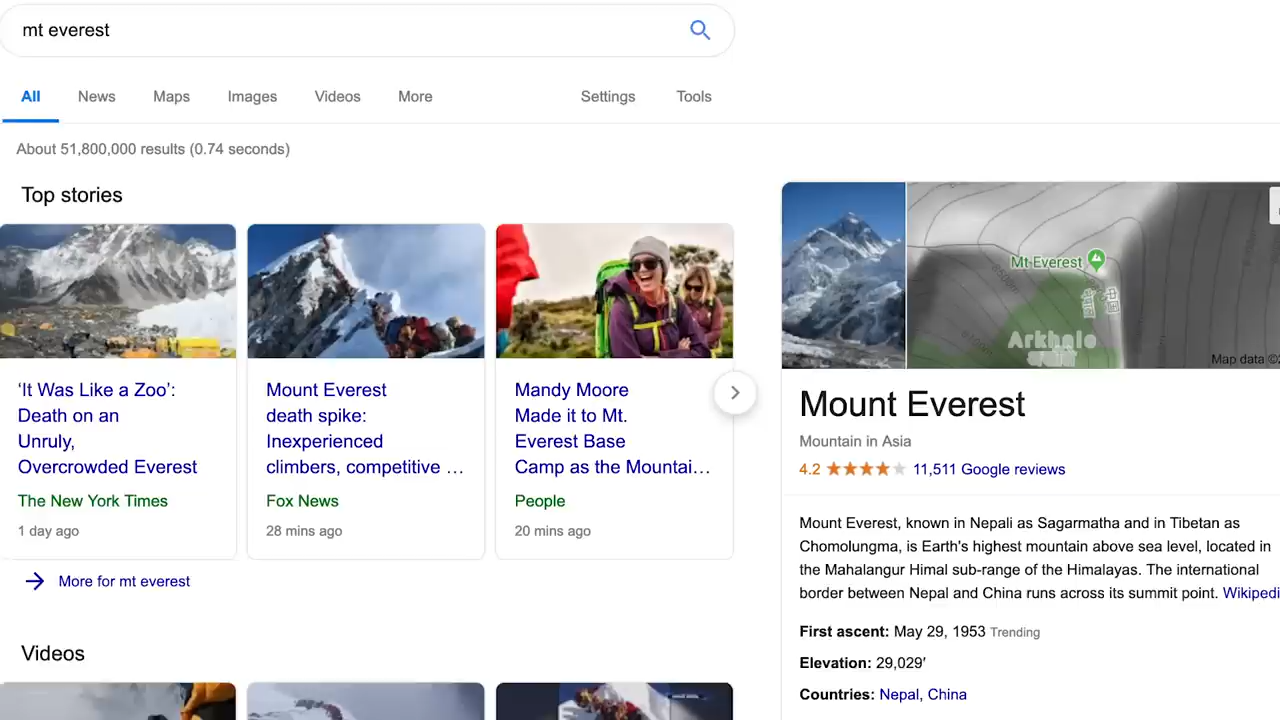 mt everest
All News Maps Images Videos More Settings Tools
About 51,800,000 results (0.74 seconds)
Top stories
‘It Was Like a Zoo’:
Death on an
Unruly,
Overcrowded Everest
The New York Times
1 day ago
Mount Everest
death spike:
Inexperienced
climbers, competitive …
Fox News
28 mins ago
Mandy Moore
Made it to Mt.
Everest Base
Camp as the Mountai…
People
20 mins ago
More for mt everest
Videos
Mt Everest
Map data ©
Mount Everest
Mountain in Asia
4.2 11,511 Google reviews
Mount Everest, known in Nepali as Sagarmatha and in Tibetan as
Chomolungma, is Earth's highest mountain above sea level, located in
the Mahalangur Himal sub-range of the Himalayas. The international
border between Nepal and China runs across its summit point. Wikipedi
First ascent: May 29, 1953 Trending
Elevation: 29,029′
Countries: Nepal, China